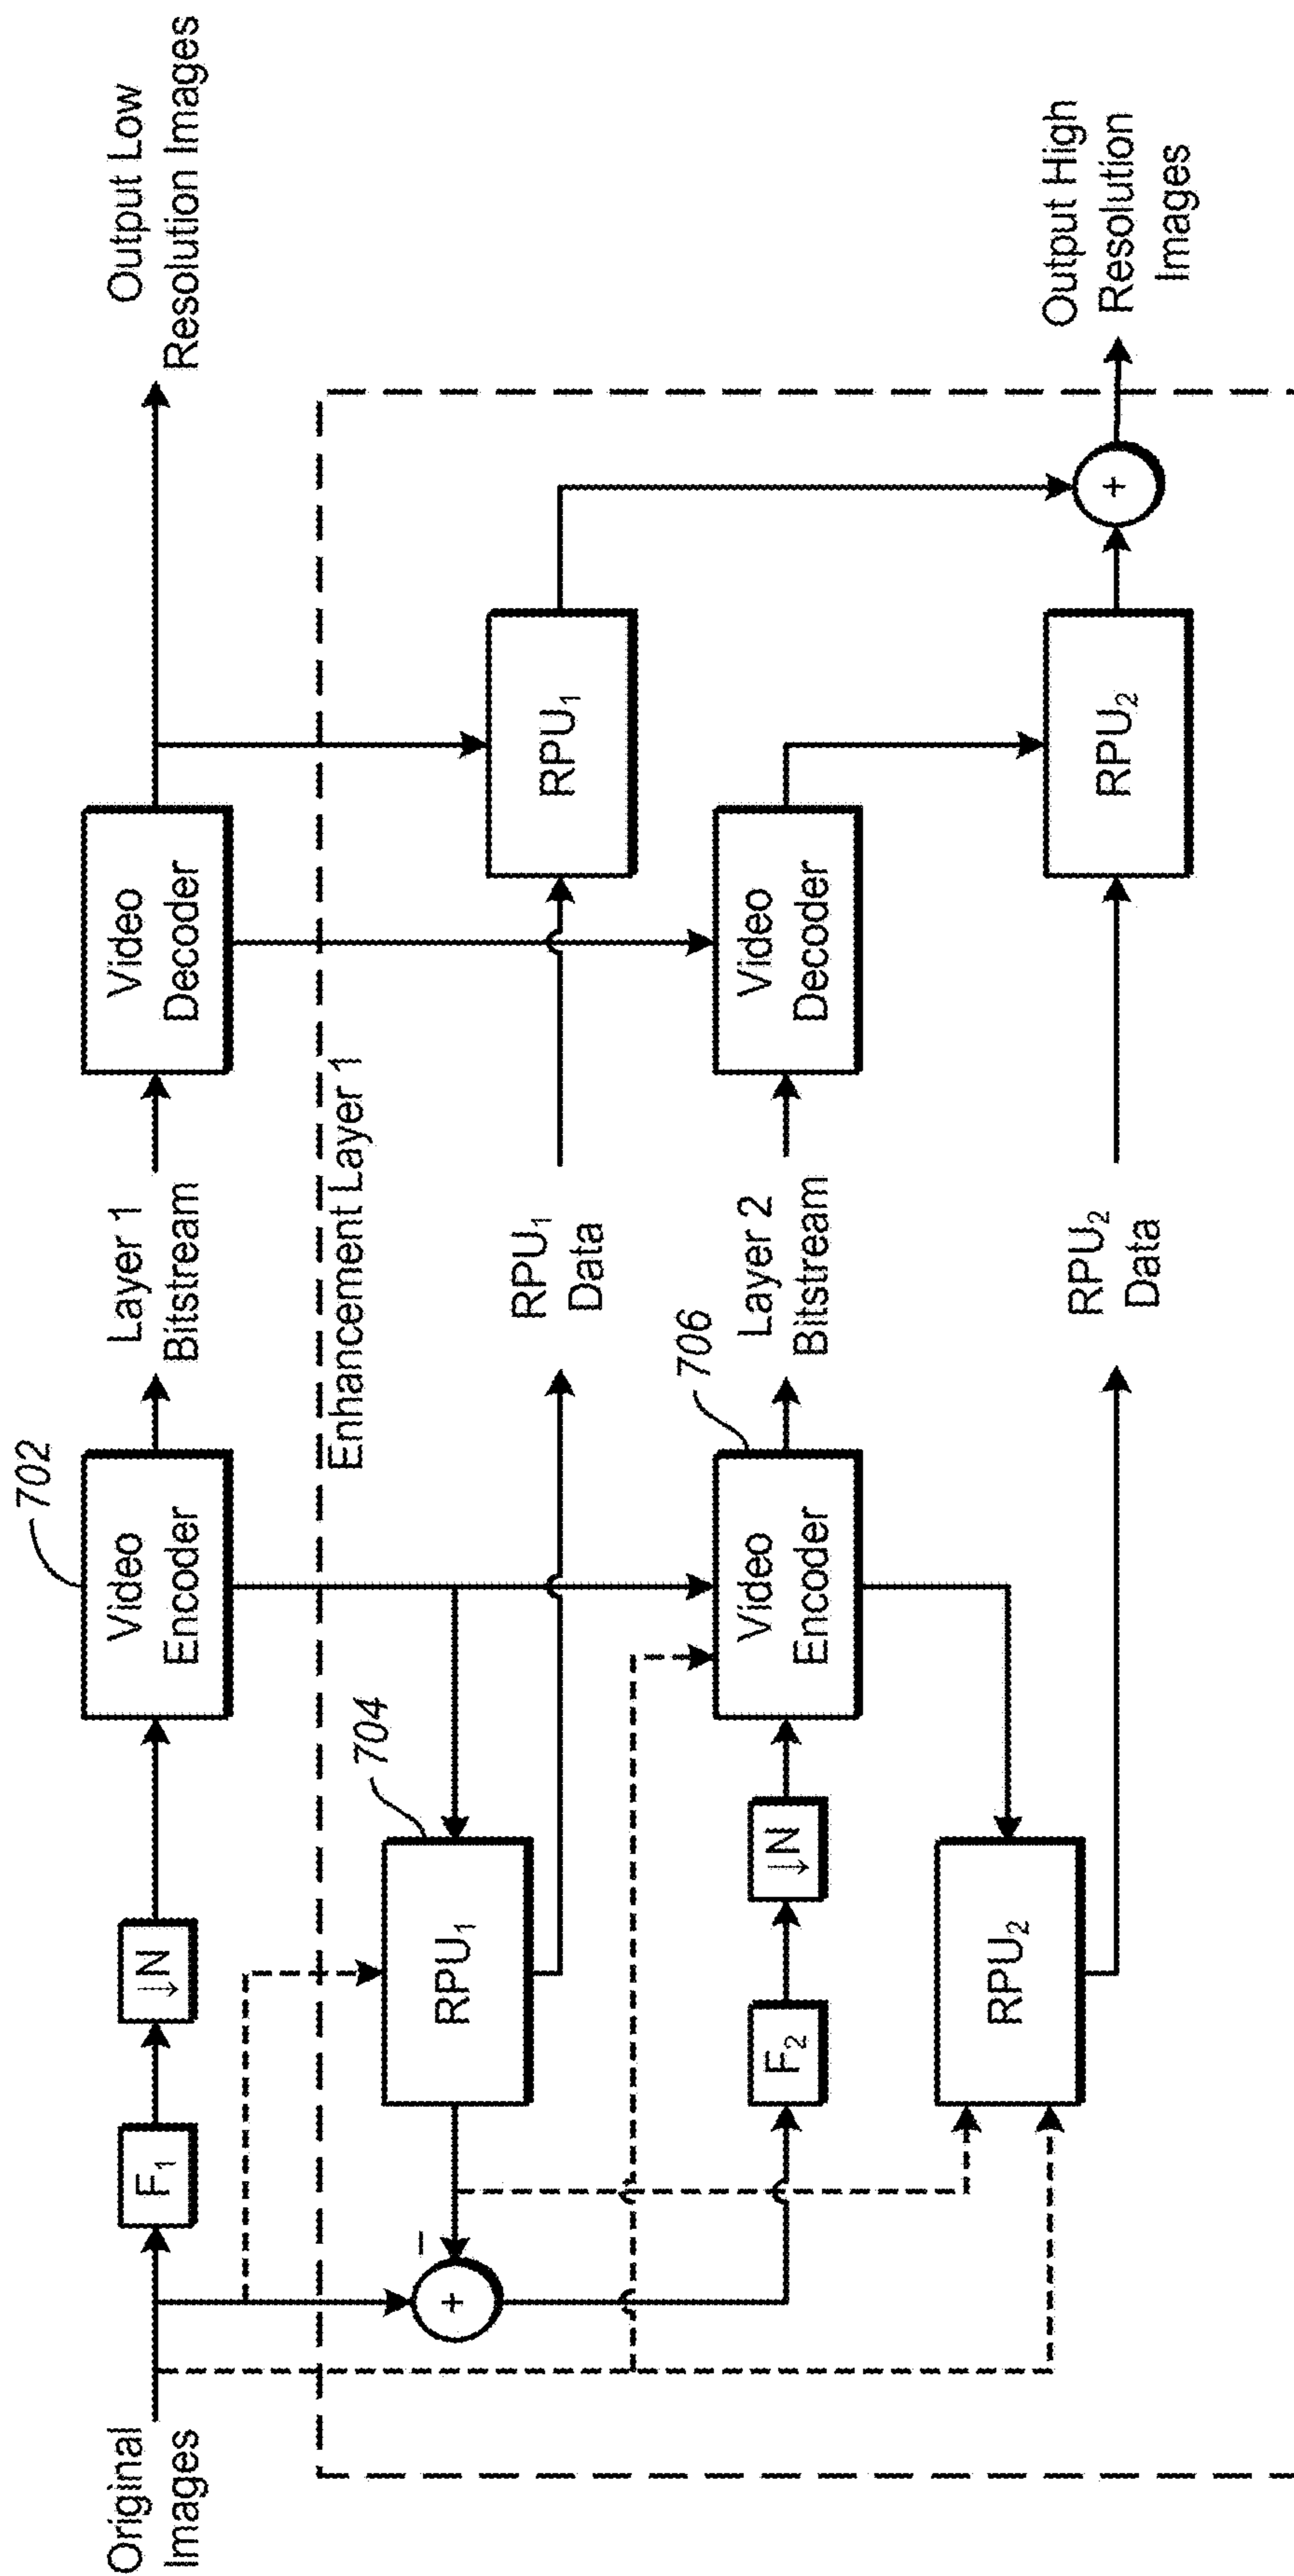 Original
Images
F₁
↓N
702
Video
Encoder
Layer 1
Bitstream
Video
Decoder
Output Low
Resolution Images
Enhancement Layer 1
–
+
RPU₁
704
RPU₁
Data
RPU₁
F₂
↓N
706
Video
Encoder
Layer 2
Bitstream
Video
Decoder
+
Output High
Resolution
Images
RPU₂
RPU₂
Data
RPU₂